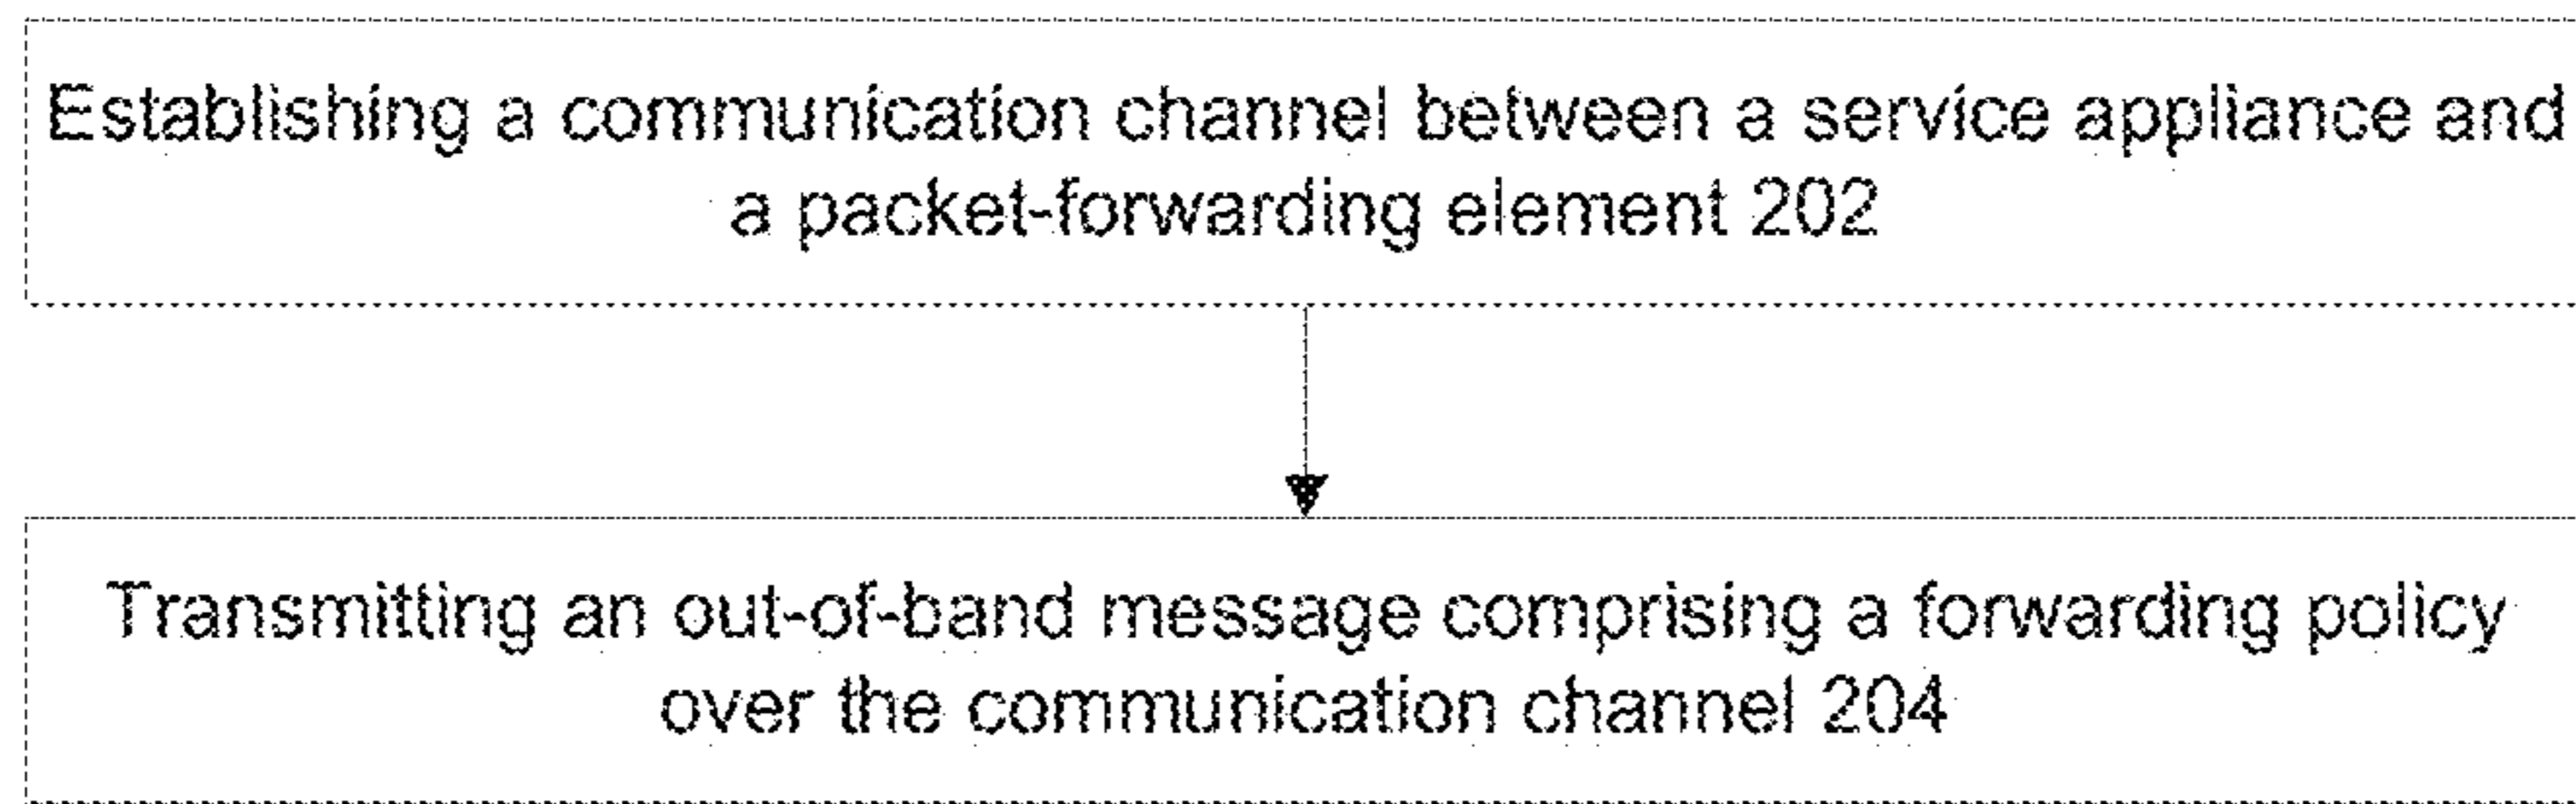 Establishing a communication channel between a service appliance and
a packet-forwarding element 202
Transmitting an out-of-band message comprising a forwarding policy
over the communication channel 204